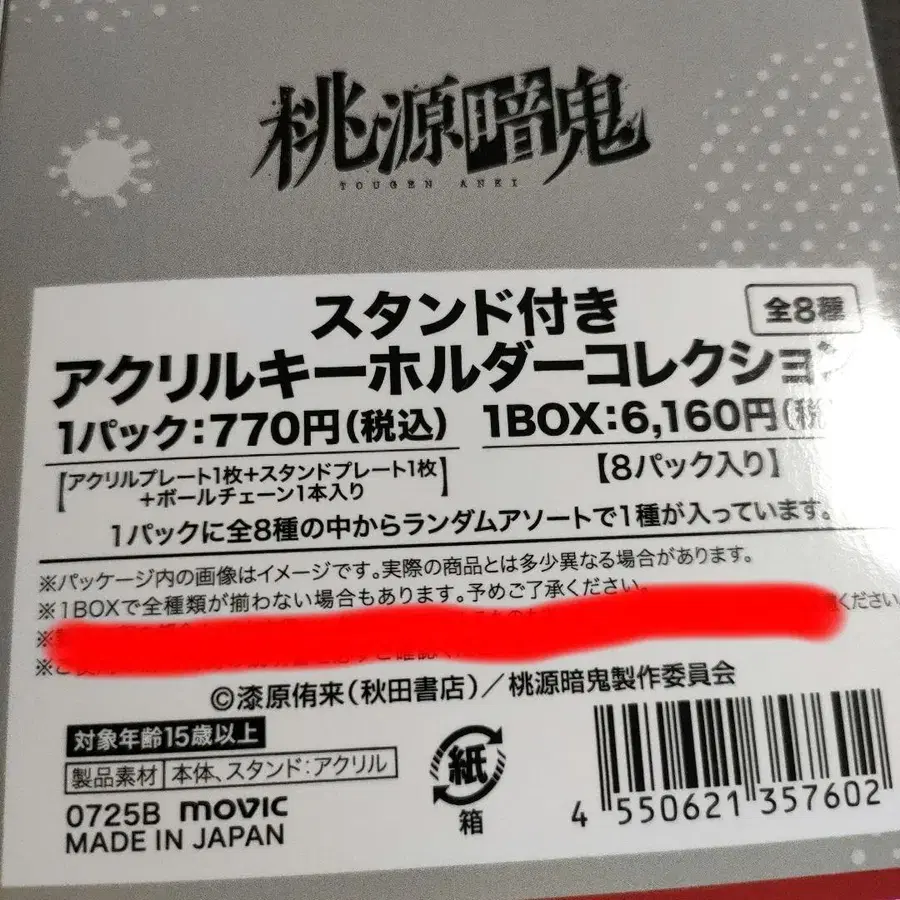 桃源暗鬼
TOUGEN ANKI
スタンド付き
全8種
アクリルキーホルダーコレクション
1パック:770円(税込)
1BOX:6,160円(税
【アクリルプレート1枚+スタンドプレート1枚
+ボールチェーン1本入り】
【8パック入り】
1パックに全8種の中からランダムアソートで1種が入っています。
※パッケージ内の画像はイメージです。実際の商品とは多少異なる場合があります。
※1BOXで全種類が揃わない場合もあります。予めご了承ください。
ください
©漆原侑来(秋田書店)/桃源暗鬼製作委員会
対象年齢15歳以上
製品素材 本体、スタンド:アクリル
紙
箱
0725B movic
MADE IN JAPAN
4 550621 357602